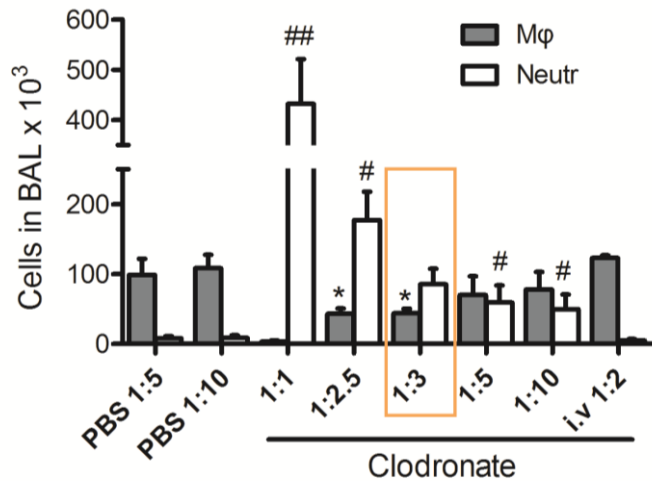 Cells in BAL x 10³
600
500
400
200
100
0
Mφ
Neutr
##
#
*
*
#
#
PBS 1:5
PBS 1:10
1:1
1:2.5
1:3
1:5
1:10
i.v 1:2
Clodronate